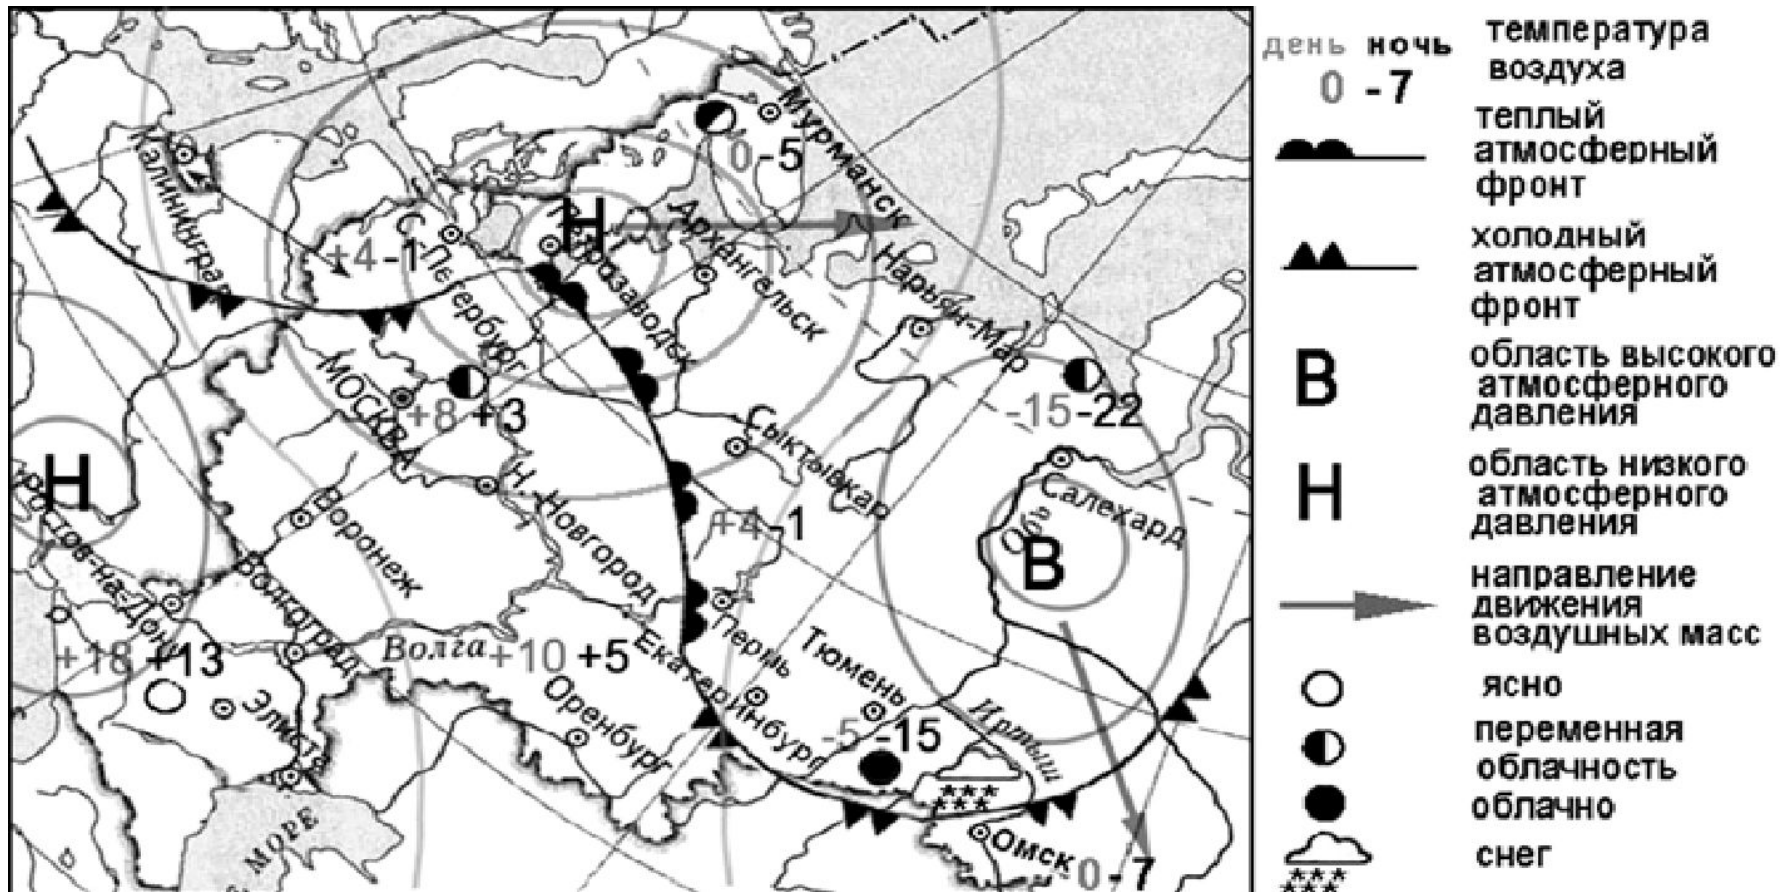 Мурманск
0 -5
Калининград
+4 -1
С.-Петербург
Н
Петрозаводск
Архангельск
Нарьян-Мар
-15 -22
МОСКВА
+8 +3
Сыктывкар
Н
Н.-Новгород
Воронеж
+4 -1
Салехард
Обь
В
Ростов-на-Дону
Волгоград
+18 +13
Волга
+10 +5
Екатеринбург
Пермь
Тюмень
Элиста
Оренбург
-5 -15
Иртыш
МОРЕ
Омск
0 -7
день ночь
0 -7
температура
воздуха
теплый
атмосферный
фронт
холодный
атмосферный
фронт
В
область высокого
атмосферного
давления
Н
область низкого
атмосферного
давления
направление
движения
воздушных масс
ясно
переменная
облачность
облачно
снег